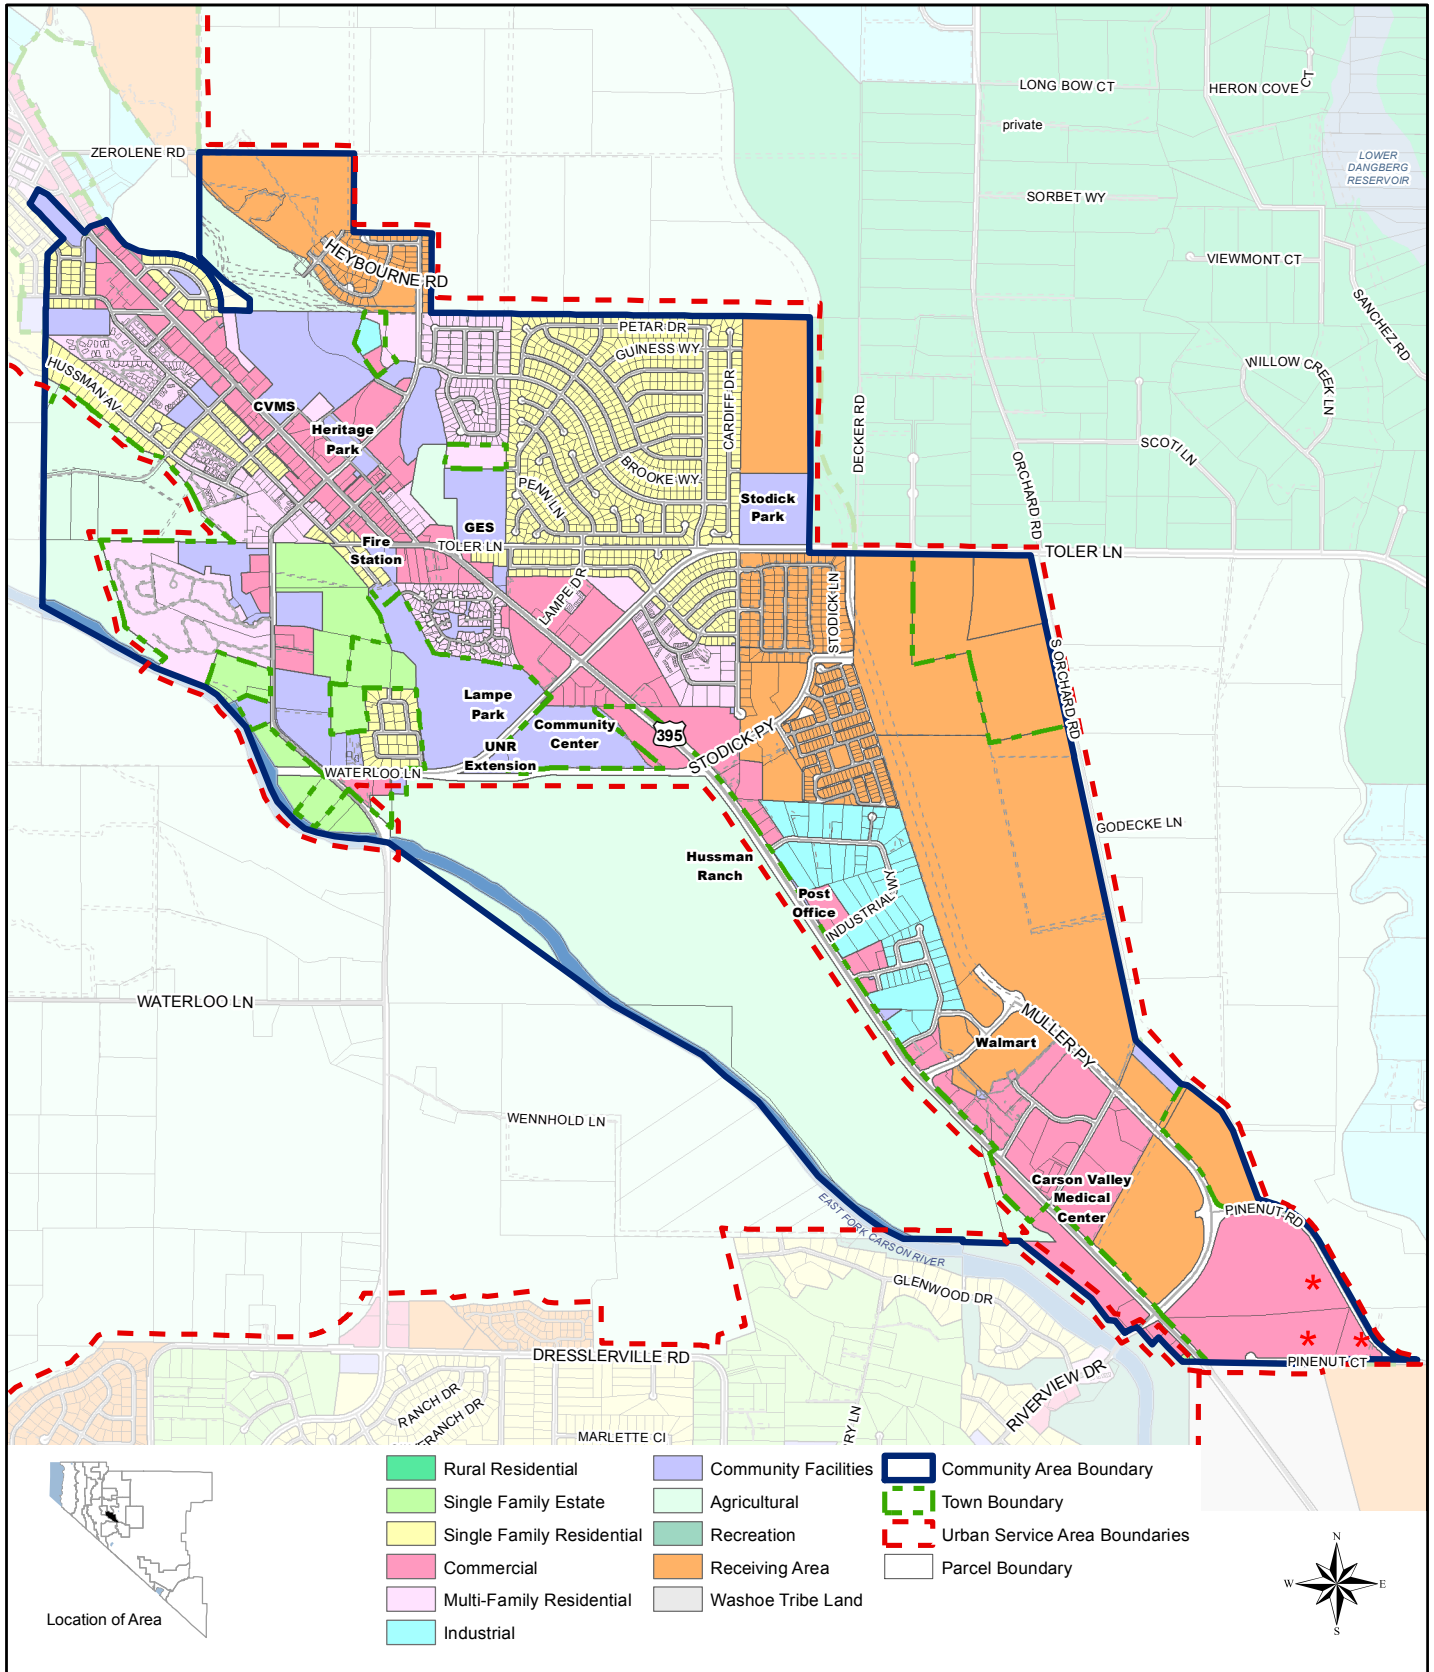 LONG BOW CT
HERON COVE CT
private
ZEROLENE RD
LOWER
DANGBERG
RESERVOIR
SORBET WY
HEYBOURNE RD
VIEWMONT CT
SANCHEZ RD
PETAR DR
GUINESS WY
HUSSMAN AV
CARDIFF DR
WILLOW CREEK LN
CVMS
DECKER RD
Heritage
Park
SCOTI LN
BROOKE WY
ORCHARD RD
PENN LN
Stodick
Park
GES
Fire
Station
TOLER LN
TOLER LN
LAMPE DR
STODICK LN
S ORCHARD RD
Lampe
Park
Community
Center
395
STODICK PY
UNR
Extension
WATERLOO LN
GODECKE LN
Hussman
Ranch
Post
Office
INDUSTRIAL WY
WATERLOO LN
MULLER PY
Walmart
WENNHOLD LN
Carson Valley
Medical
Center
EAST FORK CARSON RIVER
PINENUT RD
GLENWOOD DR
*
*
*
DRESSLERVILLE RD
PINENUT CT
RANCH DR
RANCH DR
RIVERVIEW DR
RY LN
MARLETTE CI
Location of Area
Rural Residential
Single Family Estate
Single Family Residential
Commercial
Multi-Family Residential
Industrial
Community Facilities
Agricultural
Recreation
Receiving Area
Washoe Tribe Land
Community Area Boundary
Town Boundary
Urban Service Area Boundaries
Parcel Boundary
N
W
E
S